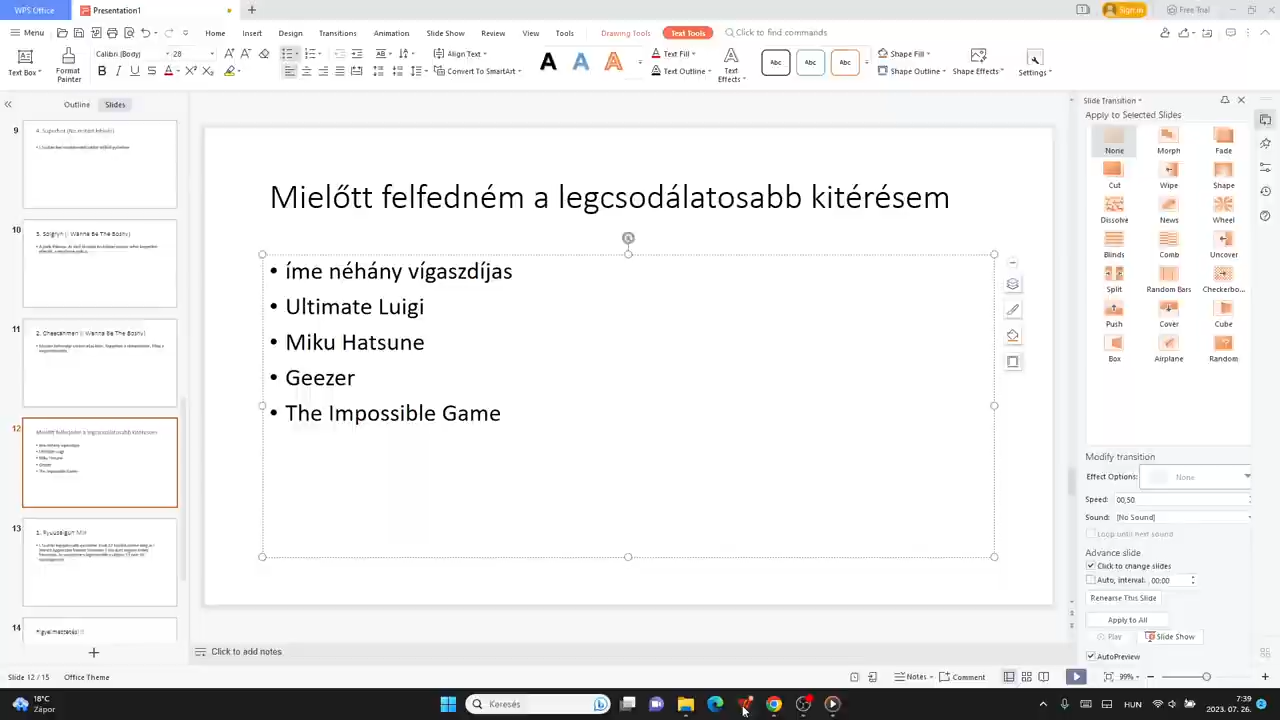 WPS Office
Presentation1
Sign in
Free Trial
Menu
Home
Insert
Design
Transitions
Animation
Slide Show
Review
View
Tools
Drawing Tools
Text Tools
Click to find commands
Text Box
Format Painter
Calibri (Body)
28
Align Text
Convert To SmartArt
Text Fill
Text Outline
Text Effects
Abc
Abc
Abc
Shape Fill
Shape Outline
Shape Effects
Settings
Outline
Slides
9
10
11
12
13
14
Mielőtt felfedném a legcsodálatosabb kitérésem
• íme néhány vígaszdíjas
• Ultimate Luigi
• Miku Hatsune
• Geezer
• The Impossible Game
Slide Transition
Apply to Selected Slides
None
Morph
Fade
Cut
Wipe
Shape
Dissolve
News
Wheel
Blinds
Comb
Uncover
Split
Random Bars
Checkerbo...
Push
Cover
Cube
Box
Airplane
Random
Modify transition
Effect Options:
None
Speed: 00,50
Sound: [No Sound]
Loop until next sound
Advance slide
Click to change slides
Auto, interval: 00:00
Rehearse This Slide
Apply to All
Play
Slide Show
AutoPreview
Click to add notes
Slide 12 / 15
Office Theme
Notes
Comment
99%
18°C
Zápor
Keresés
HUN
7:39
2023. 07. 26.